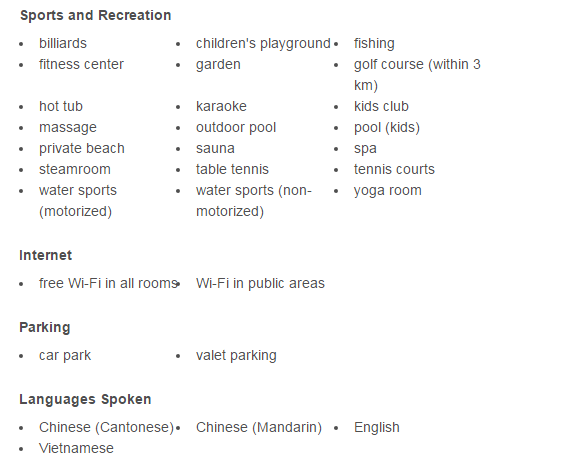 Sports and Recreation
• billiards • children's playground • fishing
• fitness center • garden • golf course (within 3
km)
• hot tub • karaoke • kids club
• massage • outdoor pool • pool (kids)
• private beach • sauna • spa
• steamroom • table tennis • tennis courts
• water sports • water sports (non- • yoga room
(motorized) motorized)
Internet
• free Wi-Fi in all rooms • Wi-Fi in public areas
Parking
• car park • valet parking
Languages Spoken
• Chinese (Cantonese) • Chinese (Mandarin) • English
• Vietnamese